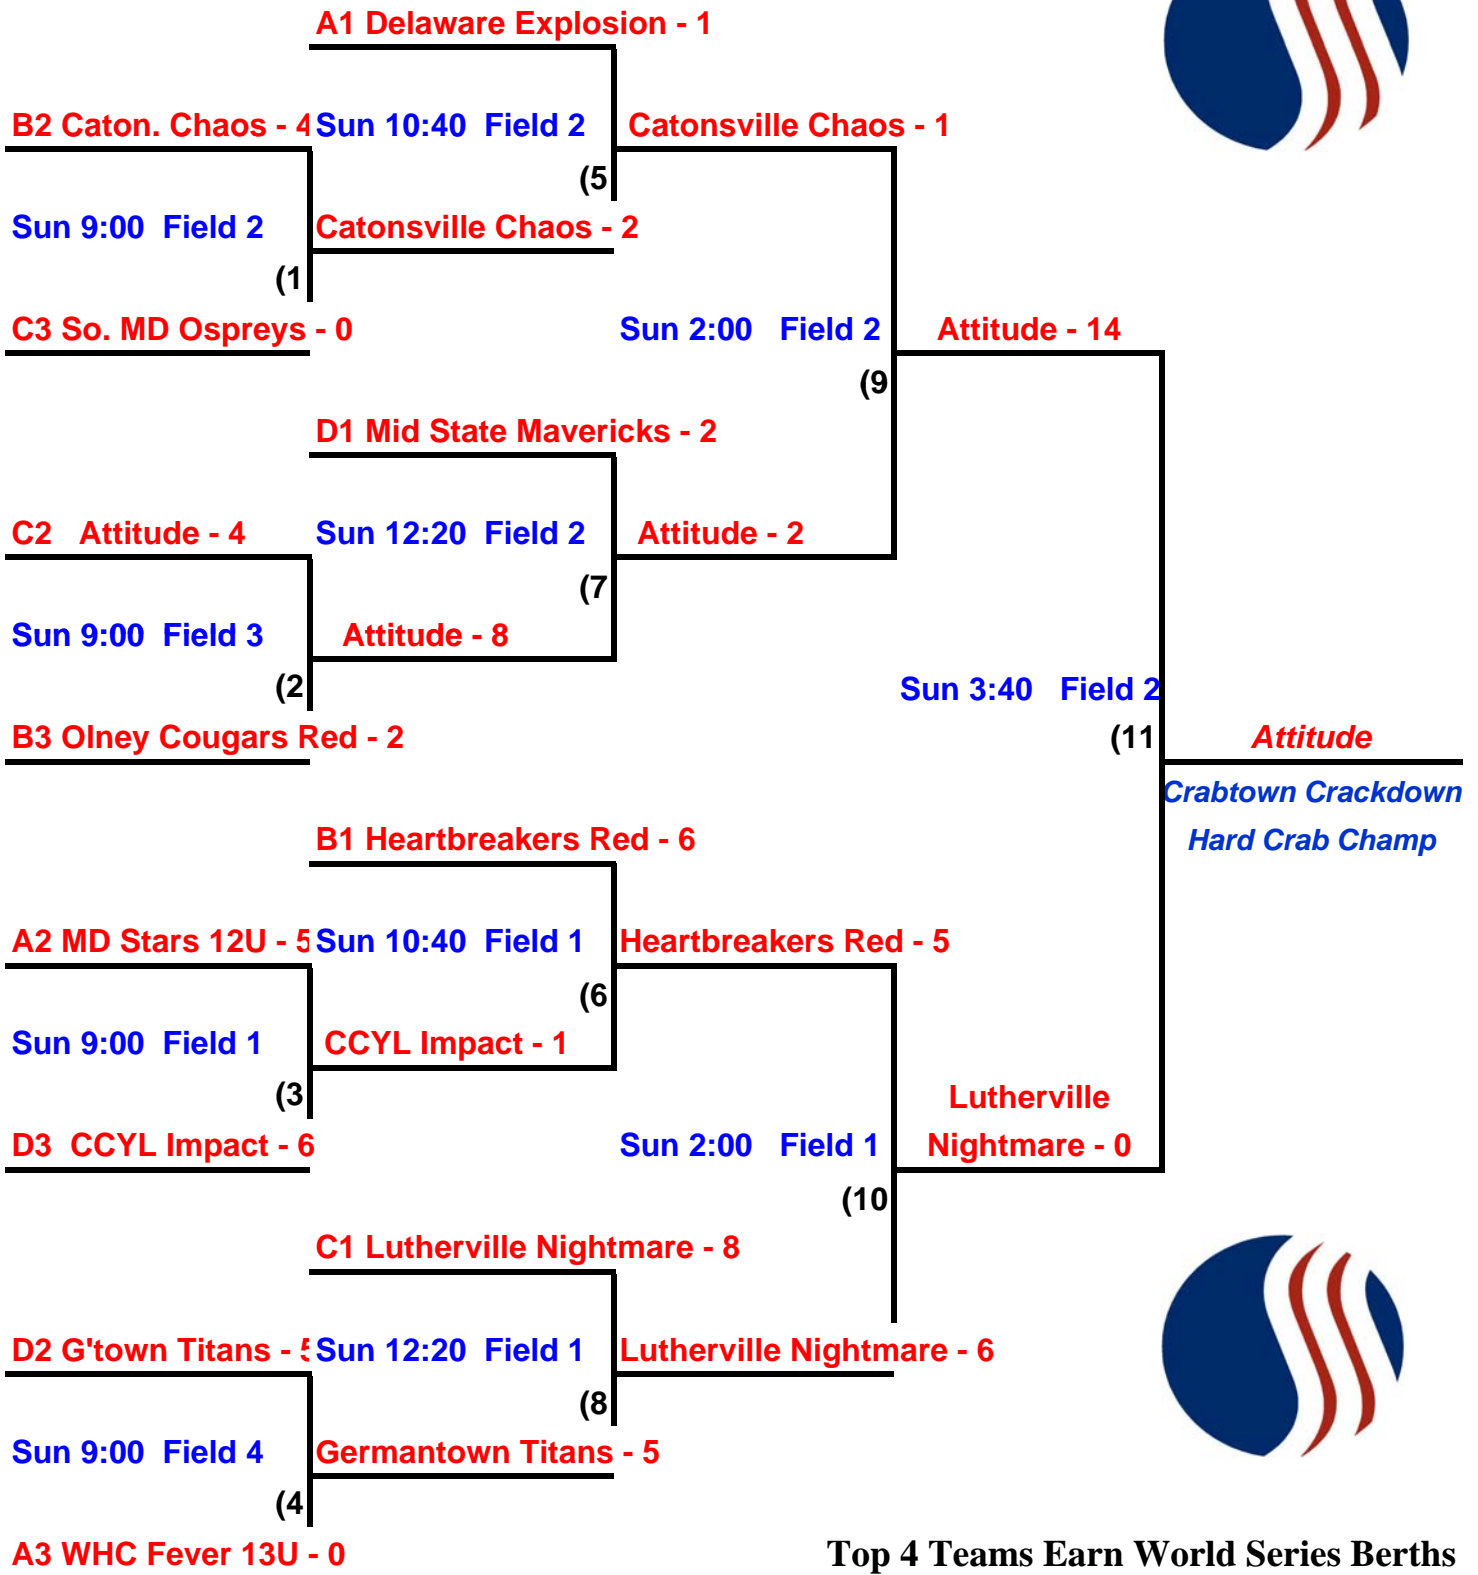 A1 Delaware Explosion - 1
B2 Caton. Chaos - 4 Sun 10:40 Field 2 Catonsville Chaos - 1
(5
Sun 9:00 Field 2 Catonsville Chaos - 2
(1
C3 So. MD Ospreys - 0 Sun 2:00 Field 2 Attitude - 14
(9
D1 Mid State Mavericks - 2
C2 Attitude - 4 Sun 12:20 Field 2 Attitude - 2
(7
Sun 9:00 Field 3 Attitude - 8
(2 Sun 3:40 Field 2
B3 Olney Cougars Red - 2 (11 Attitude
Crabtown Crackdown
B1 Heartbreakers Red - 6 Hard Crab Champ
A2 MD Stars 12U - 5 Sun 10:40 Field 1 Heartbreakers Red - 5
(6
Sun 9:00 Field 1 CCYL Impact - 1
(3 Lutherville
D3 CCYL Impact - 6 Sun 2:00 Field 1 Nightmare - 0
(10
C1 Lutherville Nightmare - 8
D2 G'town Titans - 5 Sun 12:20 Field 1 Lutherville Nightmare - 6
(8
Sun 9:00 Field 4 Germantown Titans - 5
(4
A3 WHC Fever 13U - 0 Top 4 Teams Earn World Series Berths